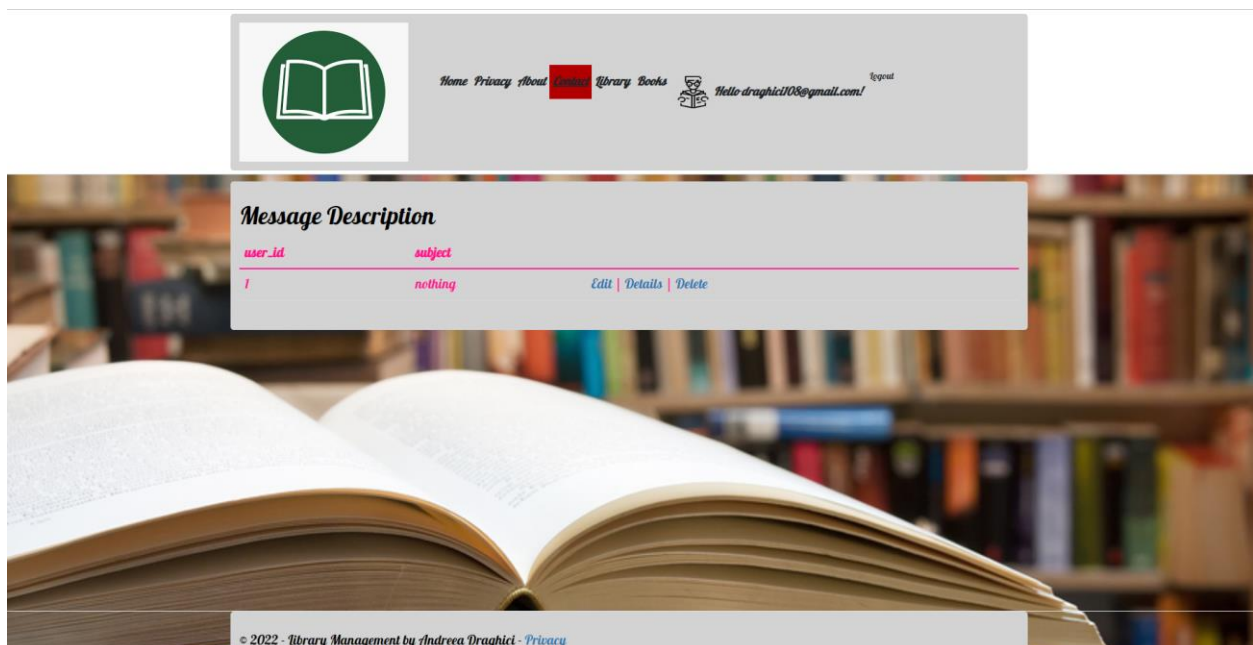 Home Privacy About Contact Library Books Hello draghici108@gmail.com! Logout
Message Description
user_id subject
1 nothing Edit | Details | Delete
© 2022 - Library Management by Andreea Draghici - Privacy